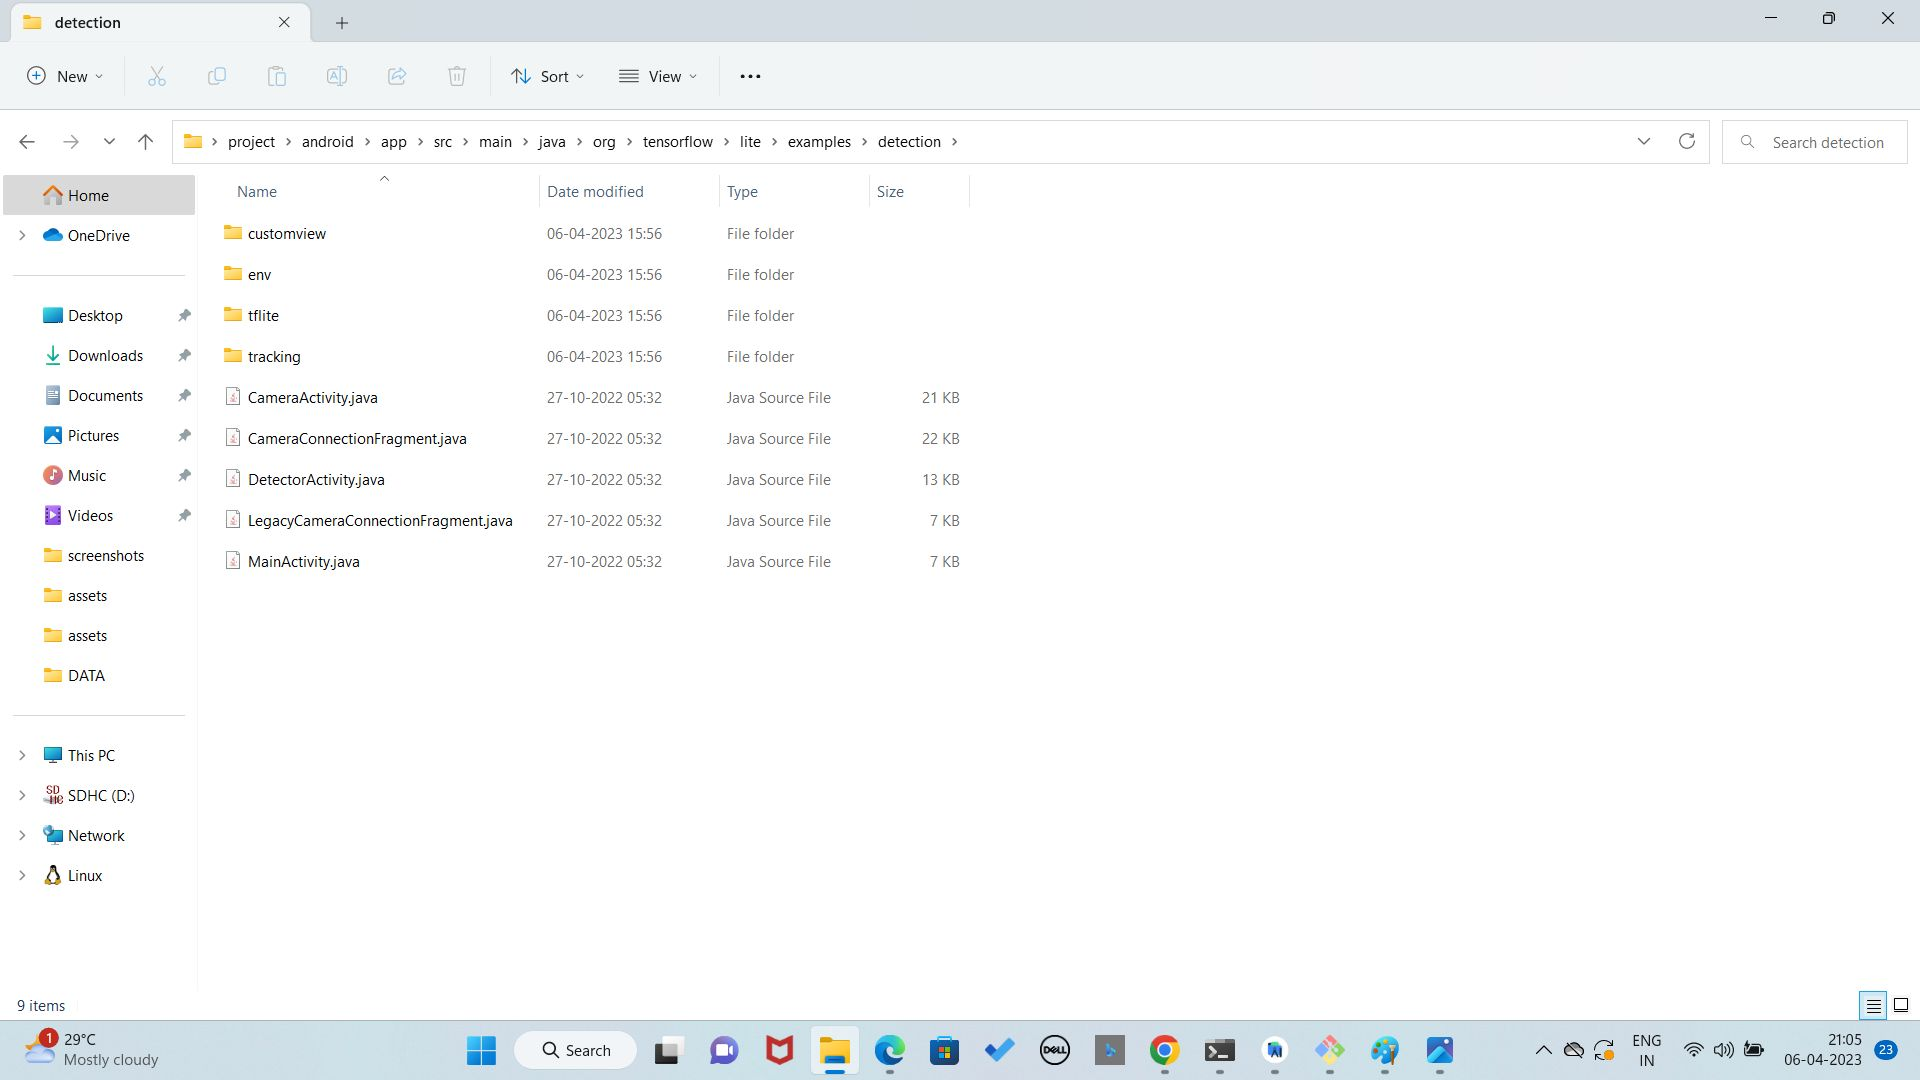 detection
New
Sort
View
project android app src main java org tensorflow lite examples detection
Search detection
Name Date modified Type Size
customview 06-04-2023 15:56 File folder
env 06-04-2023 15:56 File folder
tflite 06-04-2023 15:56 File folder
tracking 06-04-2023 15:56 File folder
CameraActivity.java 27-10-2022 05:32 Java Source File 21 KB
CameraConnectionFragment.java 27-10-2022 05:32 Java Source File 22 KB
DetectorActivity.java 27-10-2022 05:32 Java Source File 13 KB
LegacyCameraConnectionFragment.java 27-10-2022 05:32 Java Source File 7 KB
MainActivity.java 27-10-2022 05:32 Java Source File 7 KB
Home
OneDrive
Desktop
Downloads
Documents
Pictures
Music
Videos
screenshots
assets
assets
DATA
This PC
SDHC (D:)
Network
Linux
9 items
1
29°C
Mostly cloudy
Search
DELL
ENG
IN
21:05
06-04-2023
23